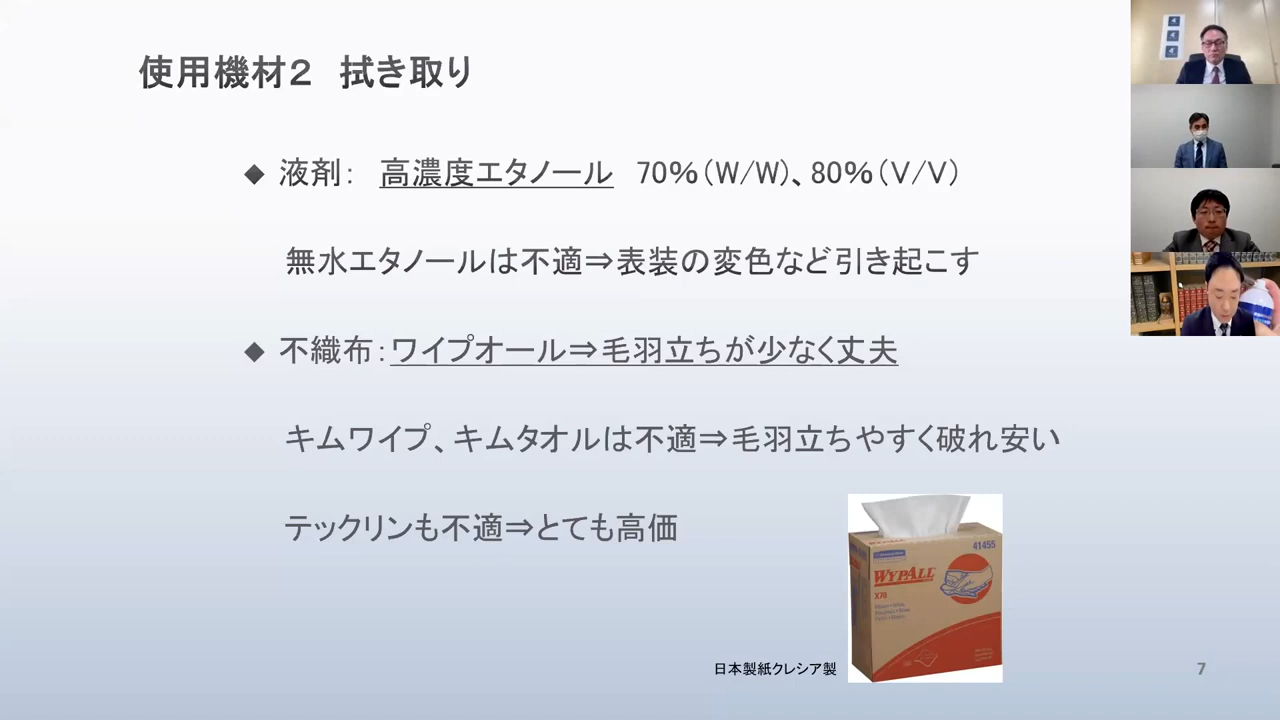 使用機材２　拭き取り
◆ 液剤：　高濃度エタノール　70％（W/W）、80％（V/V）
無水エタノールは不適⇒表装の変色など引き起こす
◆ 不織布：ワイプオール⇒毛羽立ちが少なく丈夫
キムワイプ、キムタオルは不適⇒毛羽立ちやすく破れ安い
テックリンも不適⇒とても高価
41455
WYPALL
X70
日本製紙クレシア製
7